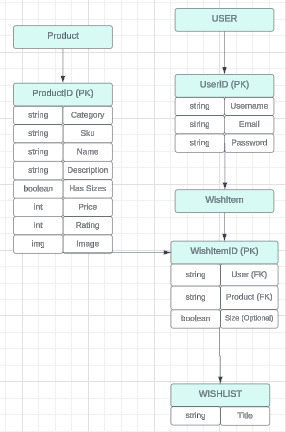 Product
ProductID (PK)
string Category
string Sku
string Name
string Description
boolean Has Sizes
int Price
int Rating
img Image
USER
UserID (PK)
string Username
string Email
string Password
WishItem
WishItemID (PK)
string User (FK)
string Product (FK)
boolean Size (Optional)
WISHLIST
string Title